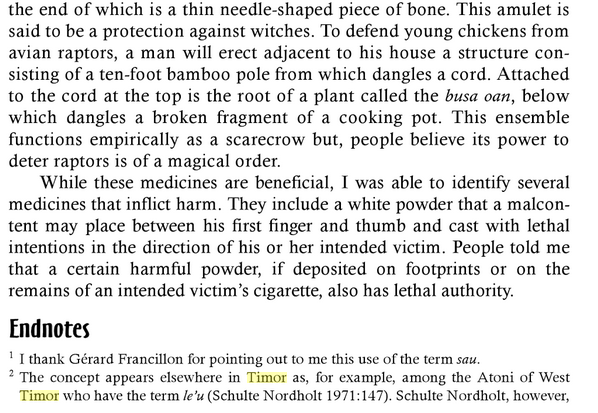 the end of which is a thin needle-shaped piece of bone. This amulet is
said to be a protection against witches. To defend young chickens from
avian raptors, a man will erect adjacent to his house a structure con-
sisting of a ten-foot bamboo pole from which dangles a cord. Attached
to the cord at the top is the root of a plant called the busa oan, below
which dangles a broken fragment of a cooking pot. This ensemble
functions empirically as a scarecrow but, people believe its power to
deter raptors is of a magical order.
While these medicines are beneficial, I was able to identify several
medicines that inflict harm. They include a white powder that a malcon-
tent may place between his first finger and thumb and cast with lethal
intentions in the direction of his or her intended victim. People told me
that a certain harmful powder, if deposited on footprints or on the
remains of an intended victim's cigarette, also has lethal authority.
Endnotes
1 I thank Gérard Francillon for pointing out to me this use of the term sau.
2 The concept appears elsewhere in Timor as, for example, among the Atoni of West
Timor who have the term le'u (Schulte Nordholt 1971:147). Schulte Nordholt, however,